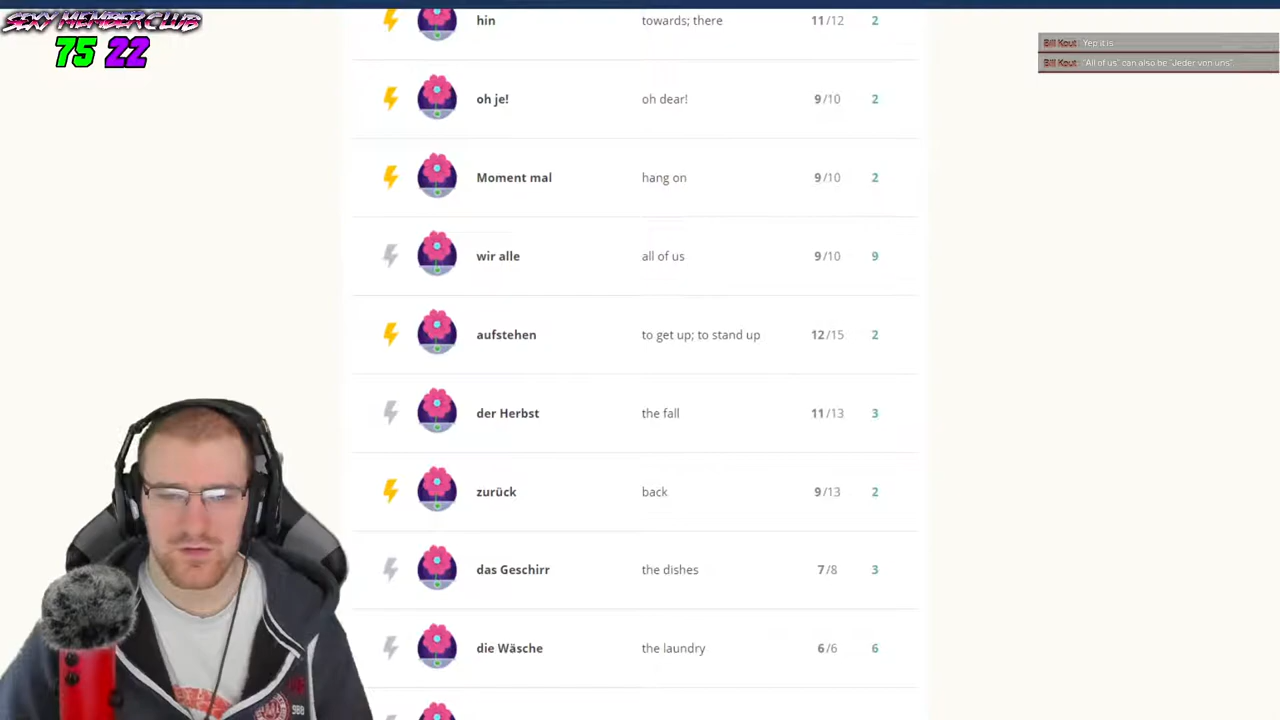 SEXY MEMBER CLUB
75 22
hin towards; there 11/12 2
Bill Kout Yep it is
Bill Kout "All of us" can also be "Jeder von uns".
oh je! oh dear! 9/10 2
Moment mal hang on 9/10 2
wir alle all of us 9/10 9
aufstehen to get up; to stand up 12/15 2
der Herbst the fall 11/13 3
zurück back 9/13 2
das Geschirr the dishes 7/8 3
die Wäsche the laundry 6/6 6